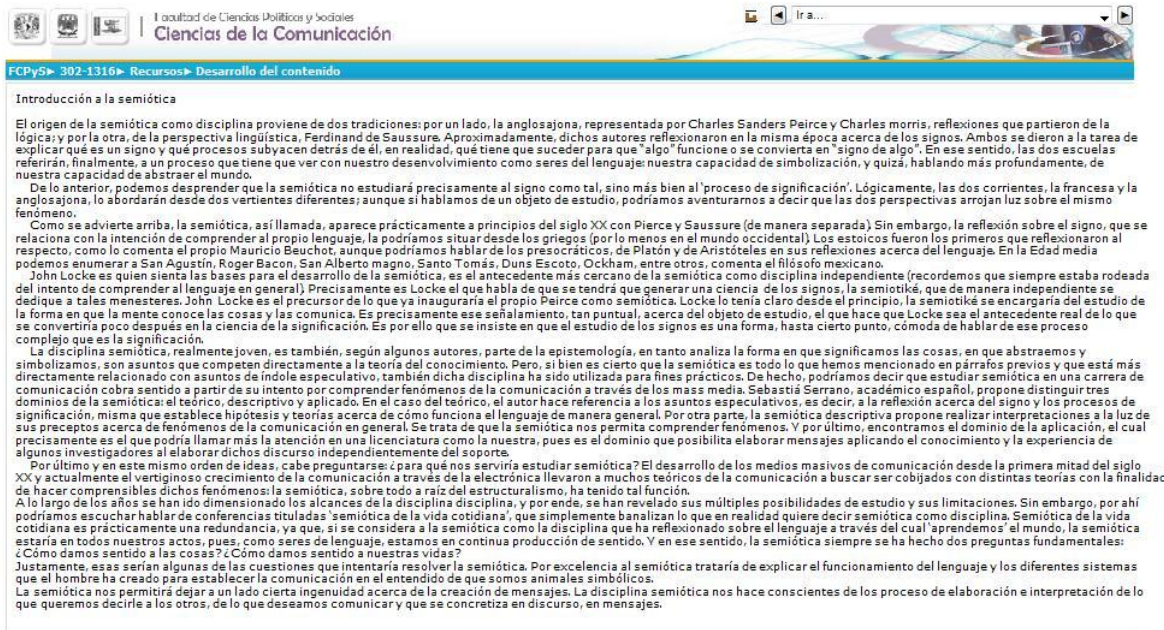 Facultad de Ciencias Políticas y Sociales
Ciencias de la Comunicación
Ir a...
FCPyS► 302-1316► Recursos► Desarrollo del contenido
Introducción a la semiótica
El origen de la semiótica como disciplina proviene de dos tradiciones: por un lado, la anglosajona, representada por Charles Sanders Peirce y Charles morris, reflexiones que partieron de la
lógica; y por la otra, de la perspectiva lingüística, Ferdinand de Saussure. Aproximadamente, dichos autores reflexionaron en la misma época acerca de los signos. Ambos se dieron a la tarea de
explicar qué es un signo y qué procesos subyacen detrás de él, en realidad, qué tiene que suceder para que "algo" funcione o se convierta en "signo de algo". En ese sentido, las dos escuelas
referirán, finalmente, a un proceso que tiene que ver con nuestro desenvolvimiento como seres del lenguaje: nuestra capacidad de simbolización, y quizá, hablando más profundamente, de
nuestra capacidad de abstraer el mundo.
De lo anterior, podemos desprender que la semiótica no estudiará precisamente al signo como tal, sino más bien al 'proceso de significación'. Lógicamente, las dos corrientes, la francesa y la
anglosajona, lo abordarán desde dos vertientes diferentes; aunque si hablamos de un objeto de estudio, podríamos aventurarnos a decir que las dos perspectivas arrojan luz sobre el mismo
fenómeno.
Como se advierte arriba, la semiótica, así llamada, aparece prácticamente a principios del siglo XX con Pierce y Saussure (de manera separada). Sin embargo, la reflexión sobre el signo, que se
relaciona con la intención de comprender al propio lenguaje, la podríamos situar desde los griegos (por lo menos en el mundo occidental). Los estoicos fueron los primeros que reflexionaron al
respecto, como lo comenta el propio Mauricio Beuchot, aunque podríamos hablar de los presocráticos, de Platón y de Aristóteles en sus reflexiones acerca del lenguaje. En la Edad media
podemos enumerar a San Agustín, Roger Bacon, San Alberto magno, Santo Tomás, Duns Escoto, Ockham, entre otros, comenta el filósofo mexicano.
John Locke es quien sienta las bases para el desarrollo de la semiótica, es el antecedente más cercano de la semiótica como disciplina independiente (recordemos que siempre estaba rodeada
del intento de comprender al lenguaje en general). Precisamente es Locke el que habla de que se tendrá que generar una ciencia de los signos, la semiotiké, que de manera independiente se
dedique a tales menesteres. John Locke es el precursor de lo que ya inauguraría el propio Peirce como semiótica. Locke lo tenía claro desde el principio, la semiotiké se encargaría del estudio de
la forma en que la mente conoce las cosas y las comunica. Es precisamente ese señalamiento, tan puntual, acerca del objeto de estudio, el que hace que Locke sea el antecedente real de lo que
se convertiría poco después en la ciencia de la significación. Es por ello que se insiste en que el estudio de los signos es una forma, hasta cierto punto, cómoda de hablar de ese proceso
complejo que es la significación.
La disciplina semiótica, realmente joven, es también, según algunos autores, parte de la epistemología, en tanto analiza la forma en que significamos las cosas, en que abstraemos y
simbolizamos, son asuntos que competen directamente a la teoría del conocimiento. Pero, si bien es cierto que la semiótica es todo lo que hemos mencionado en párrafos previos y que está más
directamente relacionado con asuntos de índole especulativo, también dicha disciplina ha sido utilizada para fines prácticos. De hecho, podríamos decir que estudiar semiótica en una carrera de
comunicación cobra sentido a partir de su intento por comprender fenómenos de la comunicación a través de los mass media. Sebastiá Serrano, académico español, propone distinguir tres
dominios de la semiótica: el teórico, descriptivo y aplicado. En el caso del teórico, el autor hace referencia a los asuntos especulativos, es decir, a la reflexión acerca del signo y los procesos de
significación, misma que establece hipótesis y teorías acerca de cómo funciona el lenguaje de manera general. Por otra parte, la semiótica descriptiva propone realizar interpretaciones a la luz de
sus preceptos acerca de fenómenos de la comunicación en general. Se trata de que la semiótica nos permita comprender fenómenos. Y por último, encontramos el dominio de la aplicación, el cual
precisamente es el que podría llamar más la atención en una licenciatura como la nuestra, pues es el dominio que posibilita elaborar mensajes aplicando el conocimiento y la experiencia de
algunos investigadores al elaborar dichos discurso independientemente del soporte.
Por último y en este mismo orden de ideas, cabe preguntarse: ¿para qué nos serviría estudiar semiótica? El desarrollo de los medios masivos de comunicación desde la primera mitad del siglo
XX y actualmente el vertiginoso crecimiento de la comunicación a través de la electrónica llevaron a muchos teóricos de la comunicación a buscar ser cobijados con distintas teorías con la finalidad
de hacer comprensibles dichos fenómenos: la semiótica, sobre todo a raíz del estructuralismo, ha tenido tal función.
A lo largo de los años se han ido dimensionado los alcances de la disciplina disciplina, y por ende, se han revelado sus múltiples posibilidades de estudio y sus limitaciones. Sin embargo, por ahí
podríamos escuchar hablar de conferencias tituladas 'semiótica de la vida cotidiana', que simplemente banalizan lo que en realidad quiere decir semiótica como disciplina. Semiótica de la vida
cotidiana es prácticamente una redundancia, ya que, si se considera a la semiótica como la disciplina que ha reflexionado sobre el lenguaje a través del cual 'aprendemos' el mundo, la semiótica
estaría en todos nuestros actos, pues, como seres de lenguaje, estamos en continua producción de sentido. Y en ese sentido, la semiótica siempre se ha hecho dos preguntas fundamentales:
¿Cómo damos sentido a las cosas? ¿Cómo damos sentido a nuestras vidas?
Justamente, esas serían algunas de las cuestiones que intentaría resolver la semiótica. Por excelencia al semiótica trataría de explicar el funcionamiento del lenguaje y los diferentes sistemas
que el hombre ha creado para establecer la comunicación en el entendido de que somos animales simbólicos.
La semiótica nos permitirá dejar a un lado cierta ingenuidad acerca de la creación de mensajes. La disciplina semiótica nos hace conscientes de los proceso de elaboración e interpretación de lo
que queremos decirle a los otros, de lo que deseamos comunicar y que se concretiza en discurso, en mensajes.